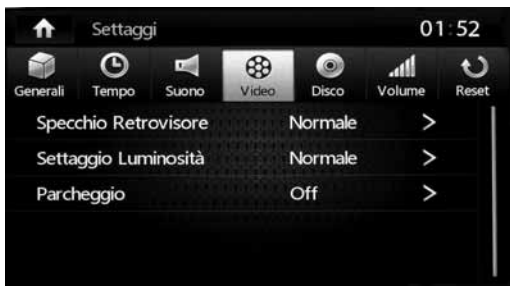 Settaggi 01:52
Generali Tempo Suono Video Disco Volume Reset
Specchio Retrovisore Normale >
Settaggio Luminosità Normale >
Parcheggio Off >